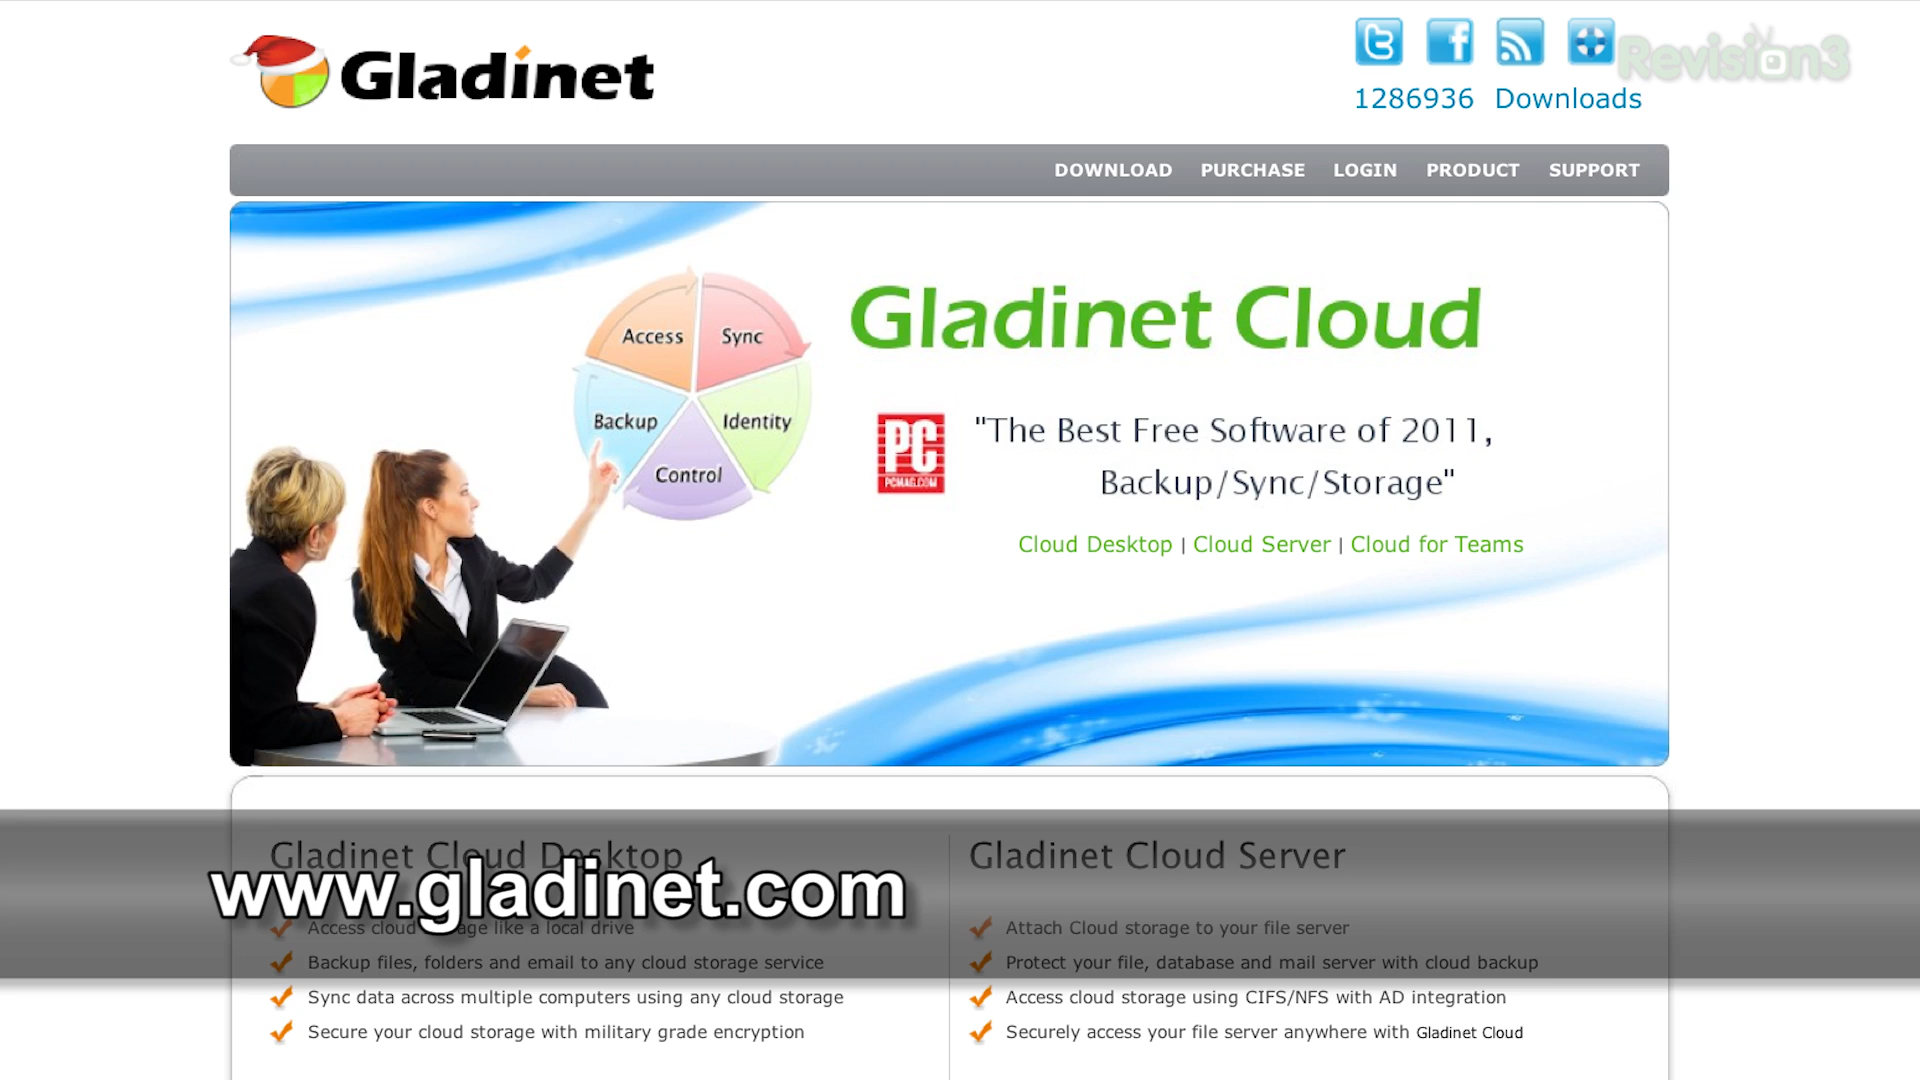 Gladinet
Revision3
1286936 Downloads
DOWNLOAD PURCHASE LOGIN PRODUCT SUPPORT
Access
Sync
Backup
Identity
Control
Gladinet Cloud
PC
PCMAG.COM
"The Best Free Software of 2011,
Backup/Sync/Storage"
Cloud Desktop | Cloud Server | Cloud for Teams
Gladinet Cloud Desktop
www.gladinet.com
Access cloud storage like a local drive
Backup files, folders and email to any cloud storage service
Sync data across multiple computers using any cloud storage
Secure your cloud storage with military grade encryption
Gladinet Cloud Server
Attach Cloud storage to your file server
Protect your file, database and mail server with cloud backup
Access cloud storage using CIFS/NFS with AD integration
Securely access your file server anywhere with Gladinet Cloud